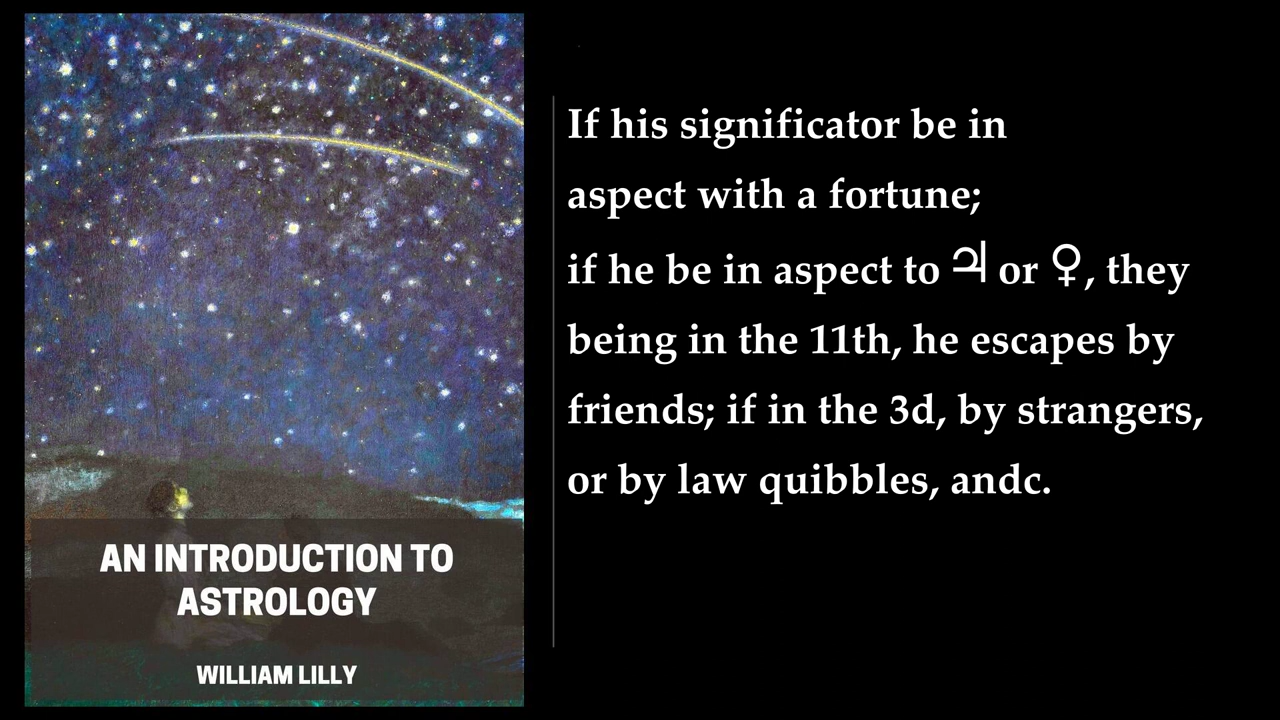 AN INTRODUCTION TO
ASTROLOGY
WILLIAM LILLY
If his significator be in
aspect with a fortune;
if he be in aspect to ♃ or ♀, they
being in the 11th, he escapes by
friends; if in the 3d, by strangers,
or by law quibbles, andc.